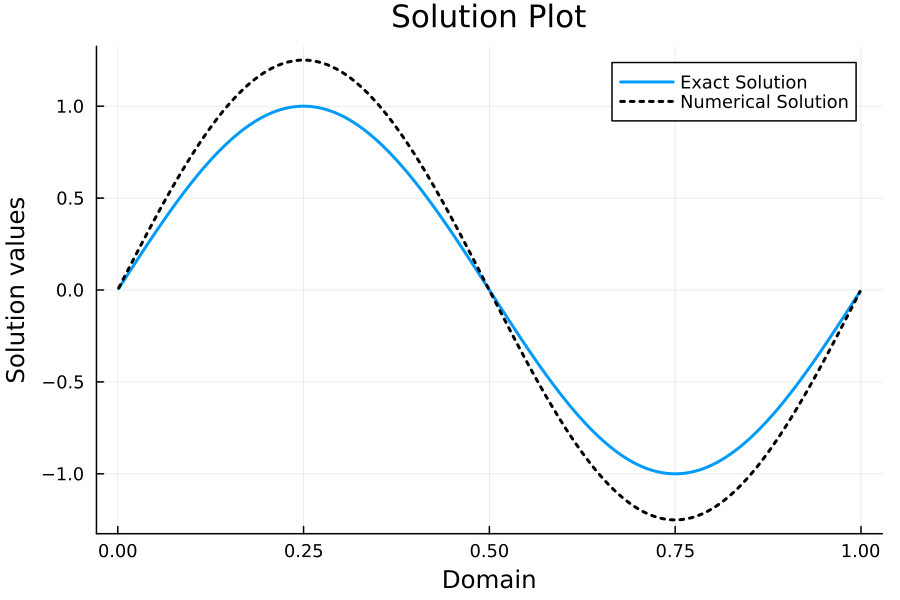 Solution Plot
Exact Solution
Numerical Solution
Solution values
1.0
0.5
0.0
−0.5
−1.0
0.00 0.25 0.50 0.75 1.00
Domain